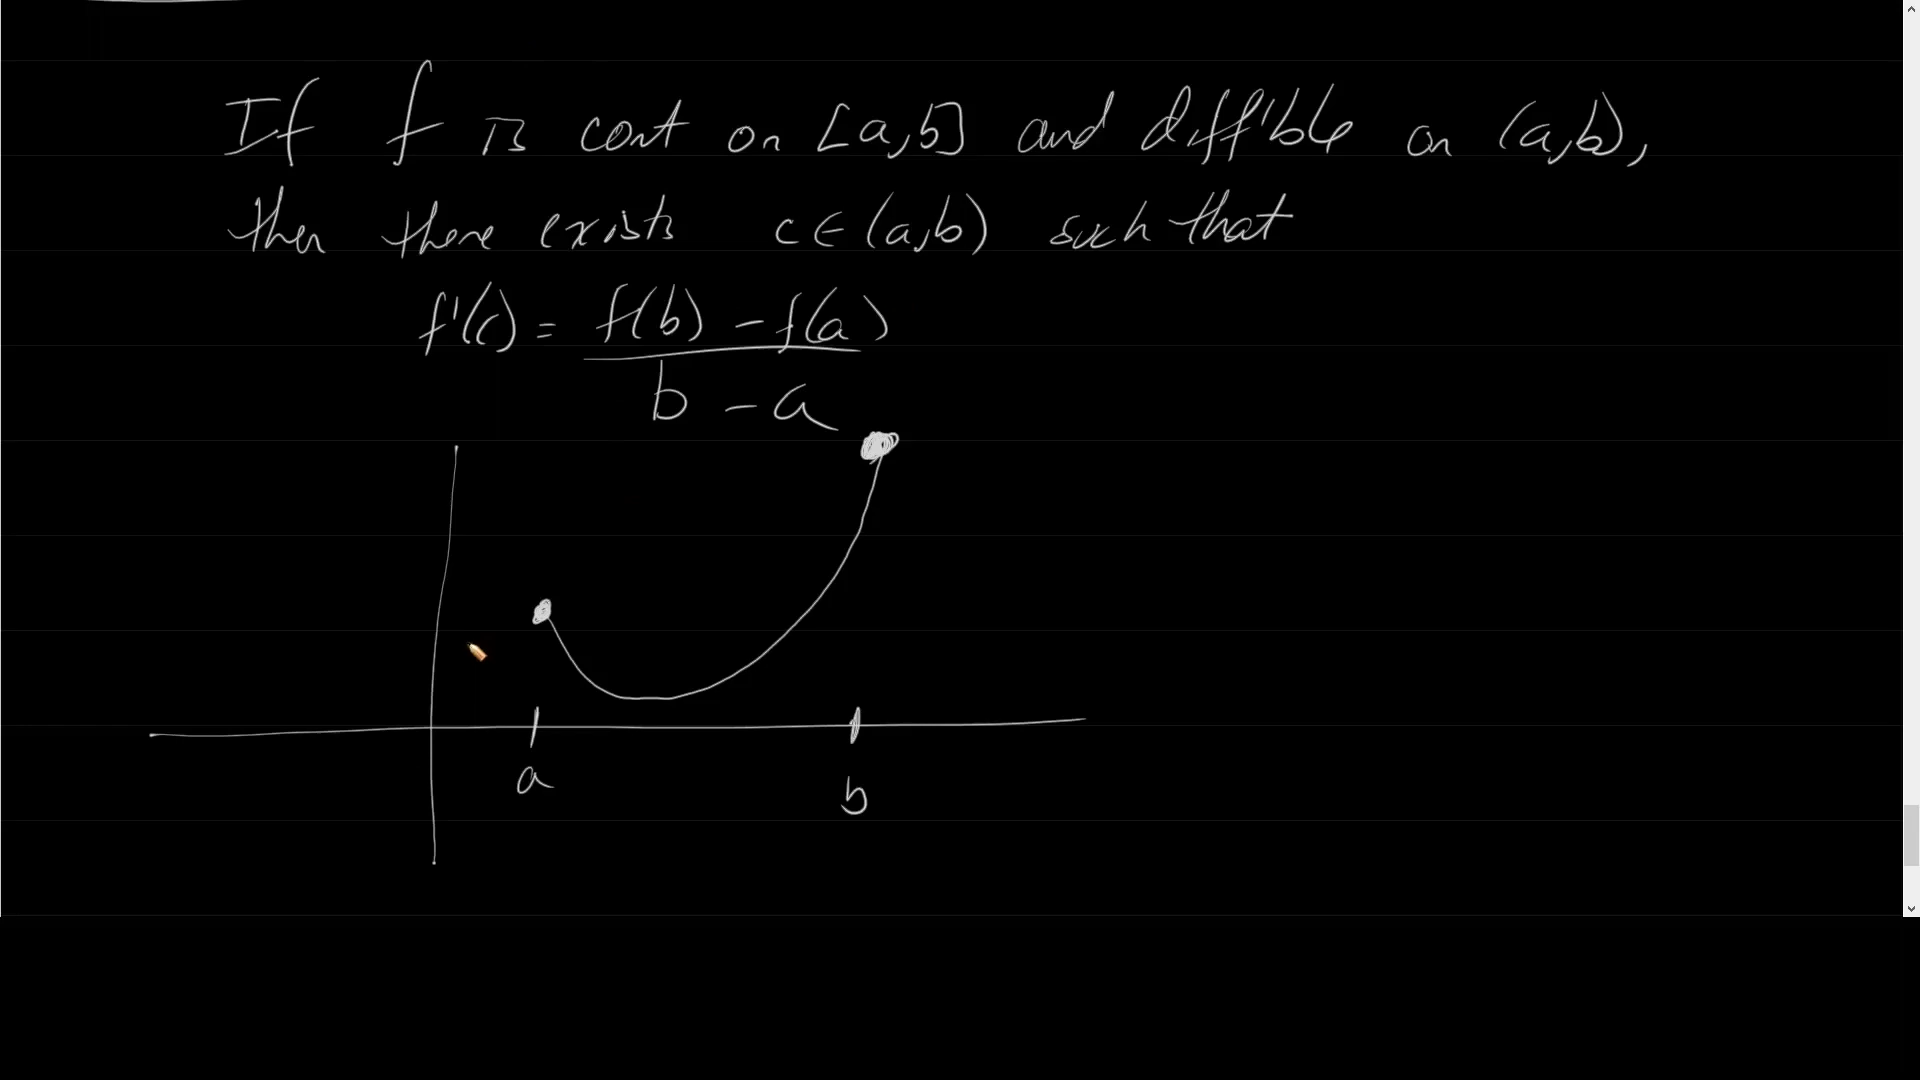 If f is cont on [a,b] and diff'ble on (a,b),
then there exists c∈(a,b) such that
f'(c) = f(b) - f(a)
b - a
a
b